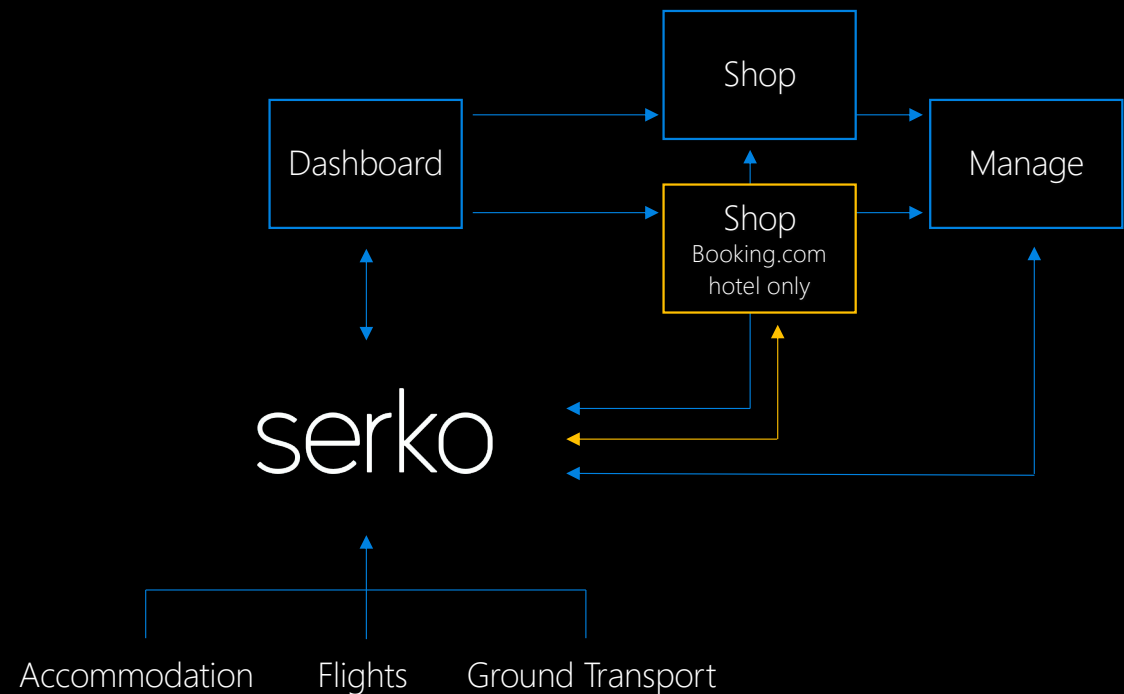 Shop
Dashboard
Manage
Shop
Booking.com
hotel only
serko
Accommodation
Flights
Ground Transport